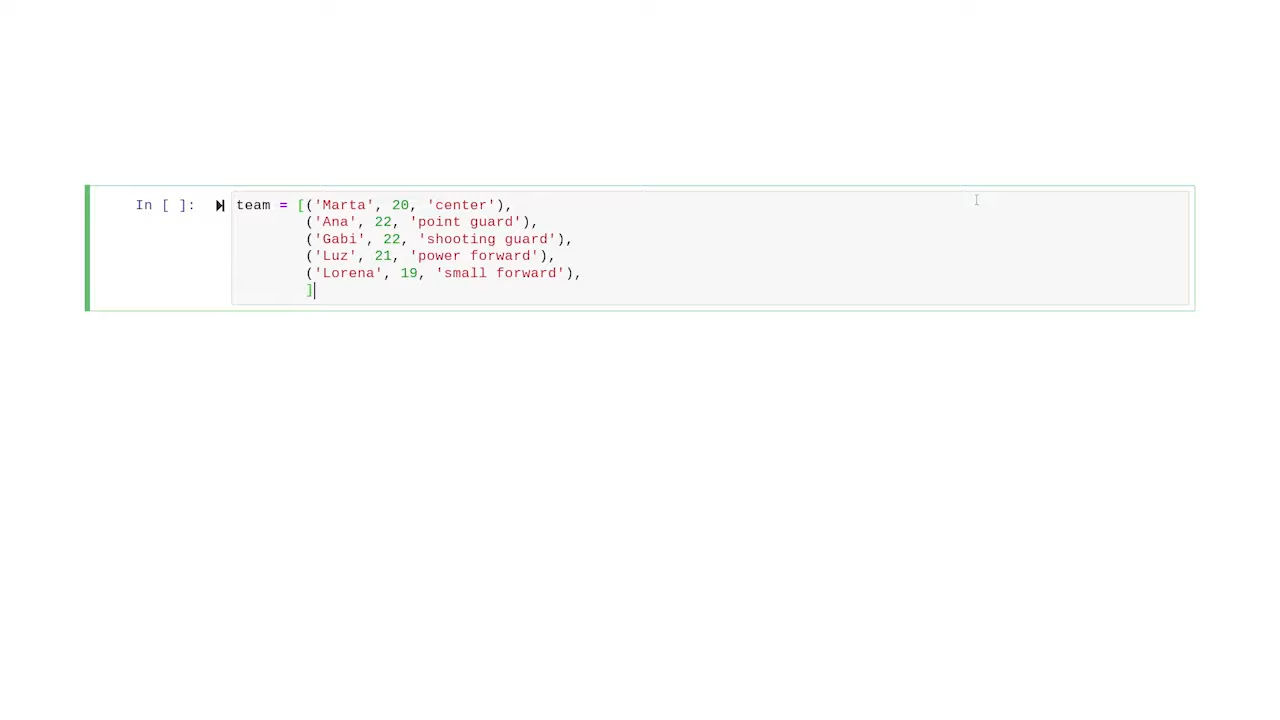 In [ ]: team = [('Marta', 20, 'center'),
('Ana', 22, 'point guard'),
('Gabi', 22, 'shooting guard'),
('Luz', 21, 'power forward'),
('Lorena', 19, 'small forward'),
]